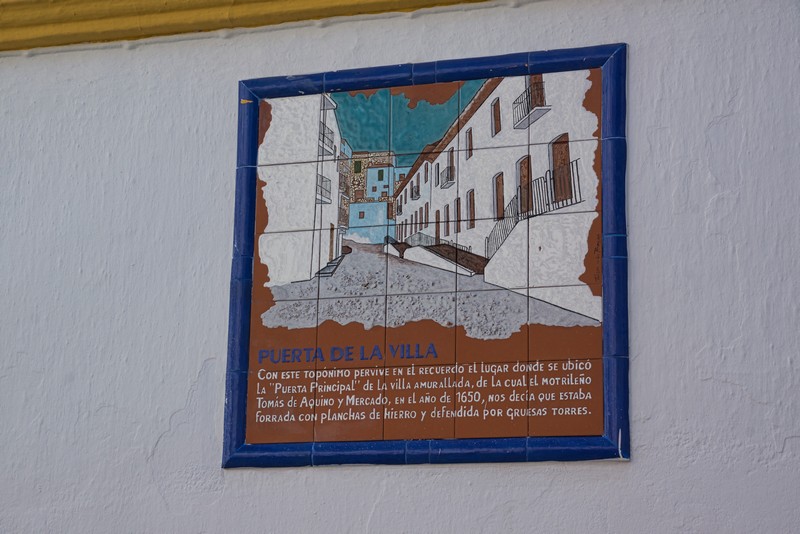 PUERTA DE LA VILLA
CON ESTE TOPÓNIMO PERVIVE EN EL RECUERDO EL LUGAR DONDE SE UBICÓ
LA "PUERTA PRINCIPAL" DE LA VILLA AMURALLADA, DE LA CUAL EL MOTRILEÑO
TOMÁS DE AQUINO Y MERCADO, EN EL AÑO DE 1650, NOS DECÍA QUE ESTABA
FORRADA CON PLANCHAS DE HIERRO Y DEFENDIDA POR GRUESAS TORRES.